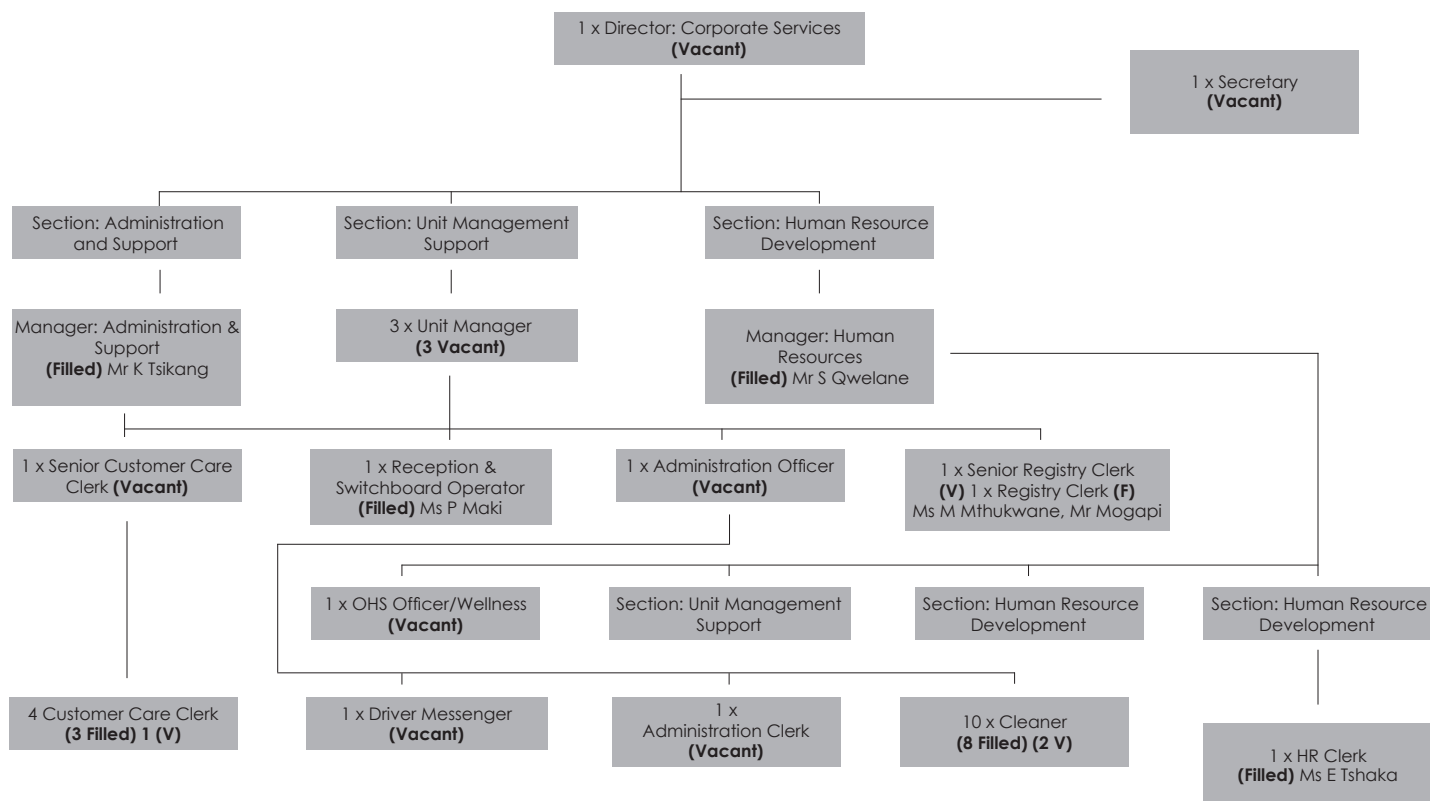 1 x Director: Corporate Services
(Vacant)
1 x Secretary
(Vacant)
Section: Administration
and Support
Section: Unit Management
Support
Section: Human Resource
Development
Manager: Administration &
Support
(Filled) Mr K Tsikang
3 x Unit Manager
(3 Vacant)
Manager: Human
Resources
(Filled) Mr S Qwelane
1 x Senior Customer Care
Clerk (Vacant)
1 x Reception &
Switchboard Operator
(Filled) Ms P Maki
1 x Administration Officer
(Vacant)
1 x Senior Registry Clerk
(V) 1 x Registry Clerk (F)
Ms M Mthukwane, Mr Mogapi
1 x OHS Officer/Wellness
(Vacant)
Section: Unit Management
Support
Section: Human Resource
Development
Section: Human Resource
Development
4 Customer Care Clerk
(3 Filled) 1 (V)
1 x Driver Messenger
(Vacant)
1 x
Administration Clerk
(Vacant)
10 x Cleaner
(8 Filled) (2 V)
1 x HR Clerk
(Filled) Ms E Tshaka